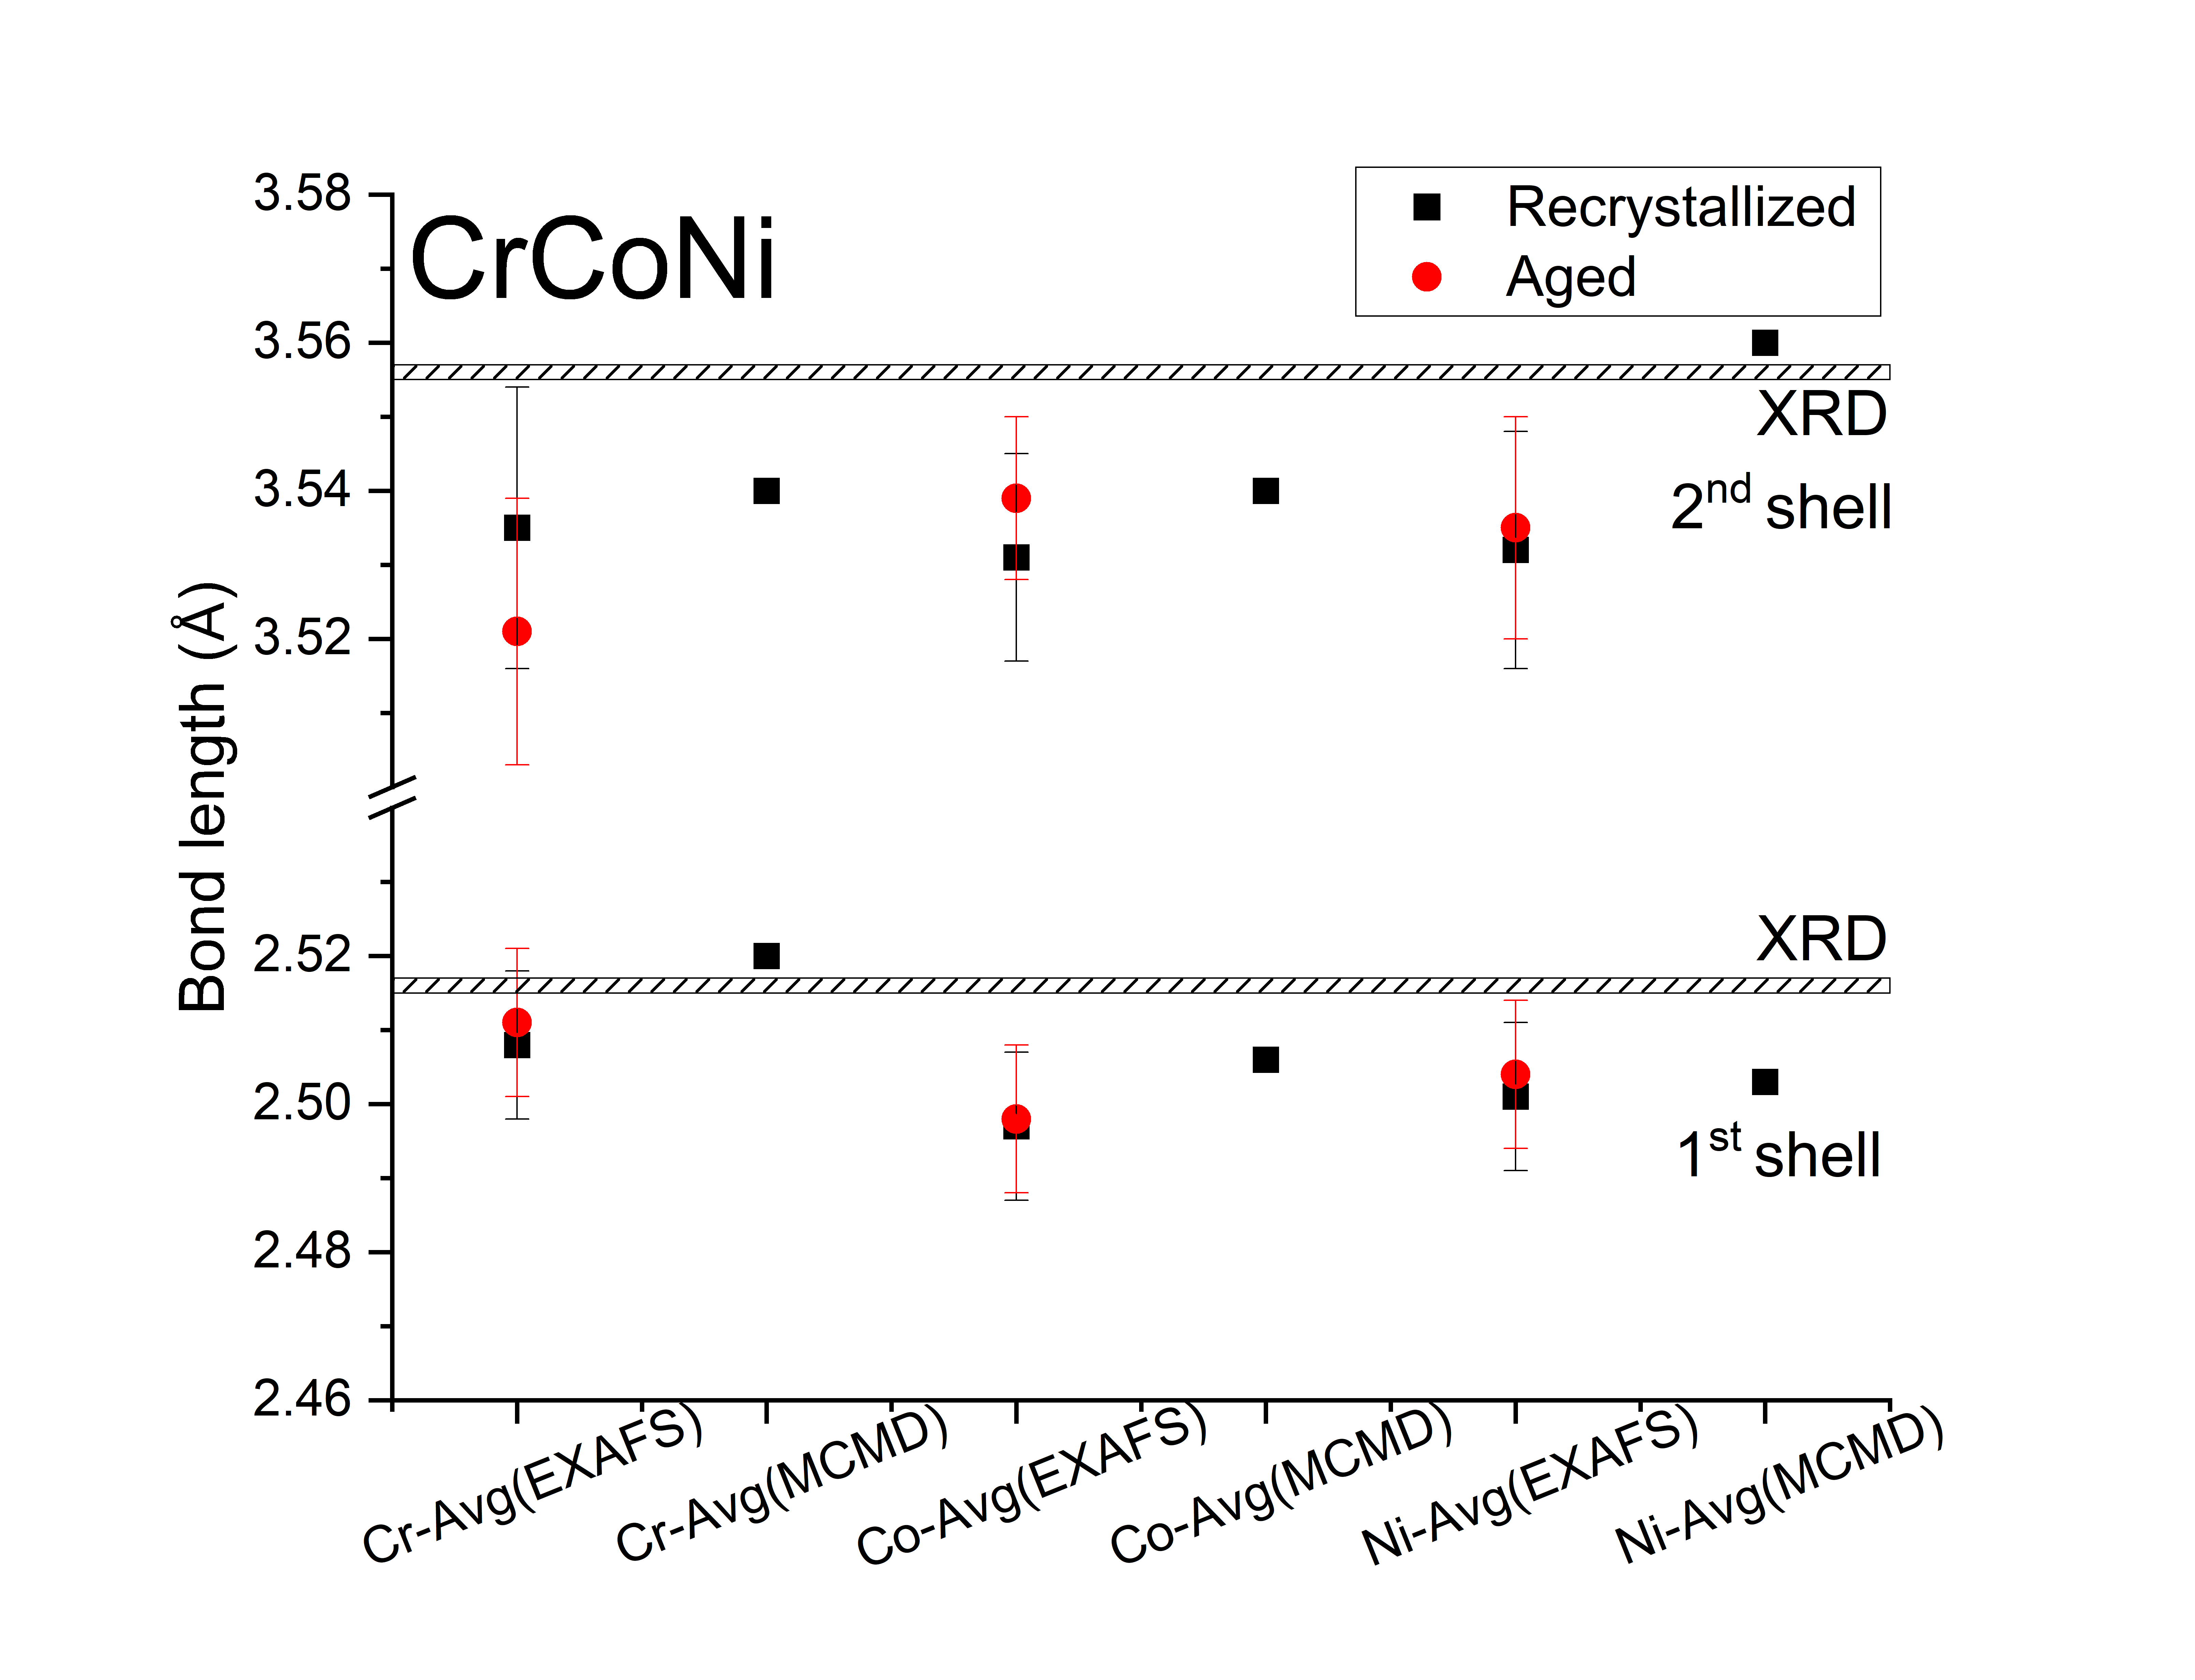 CrCoNi
Recrystallized
Aged
3.58
3.56
3.54
3.52
2.52
2.50
2.48
2.46
Bond length (Å)
XRD
2nd shell
XRD
1st shell
Cr-Avg(EXAFS)
Cr-Avg(MCMD)
Co-Avg(EXAFS)
Co-Avg(MCMD)
Ni-Avg(EXAFS)
Ni-Avg(MCMD)